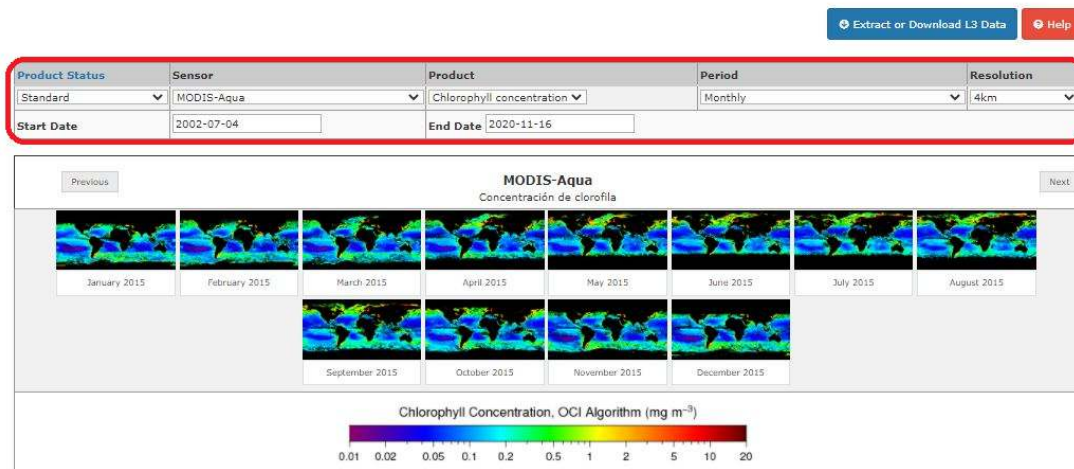 Extract or Download L3 Data Help
Product Status Sensor Product Period Resolution
Standard MODIS-Aqua Chlorophyll concentration Monthly 4km
Start Date 2002-07-04 End Date 2020-11-16
Previous MODIS-Aqua Next
Concentración de clorofila
January 2015 February 2015 March 2015 April 2015 May 2015 June 2015 July 2015 August 2015
September 2015 October 2015 November 2015 December 2015
Chlorophyll Concentration, OCI Algorithm (mg m⁻³)
0.01 0.02 0.05 0.1 0.2 0.5 1 2 5 10 20